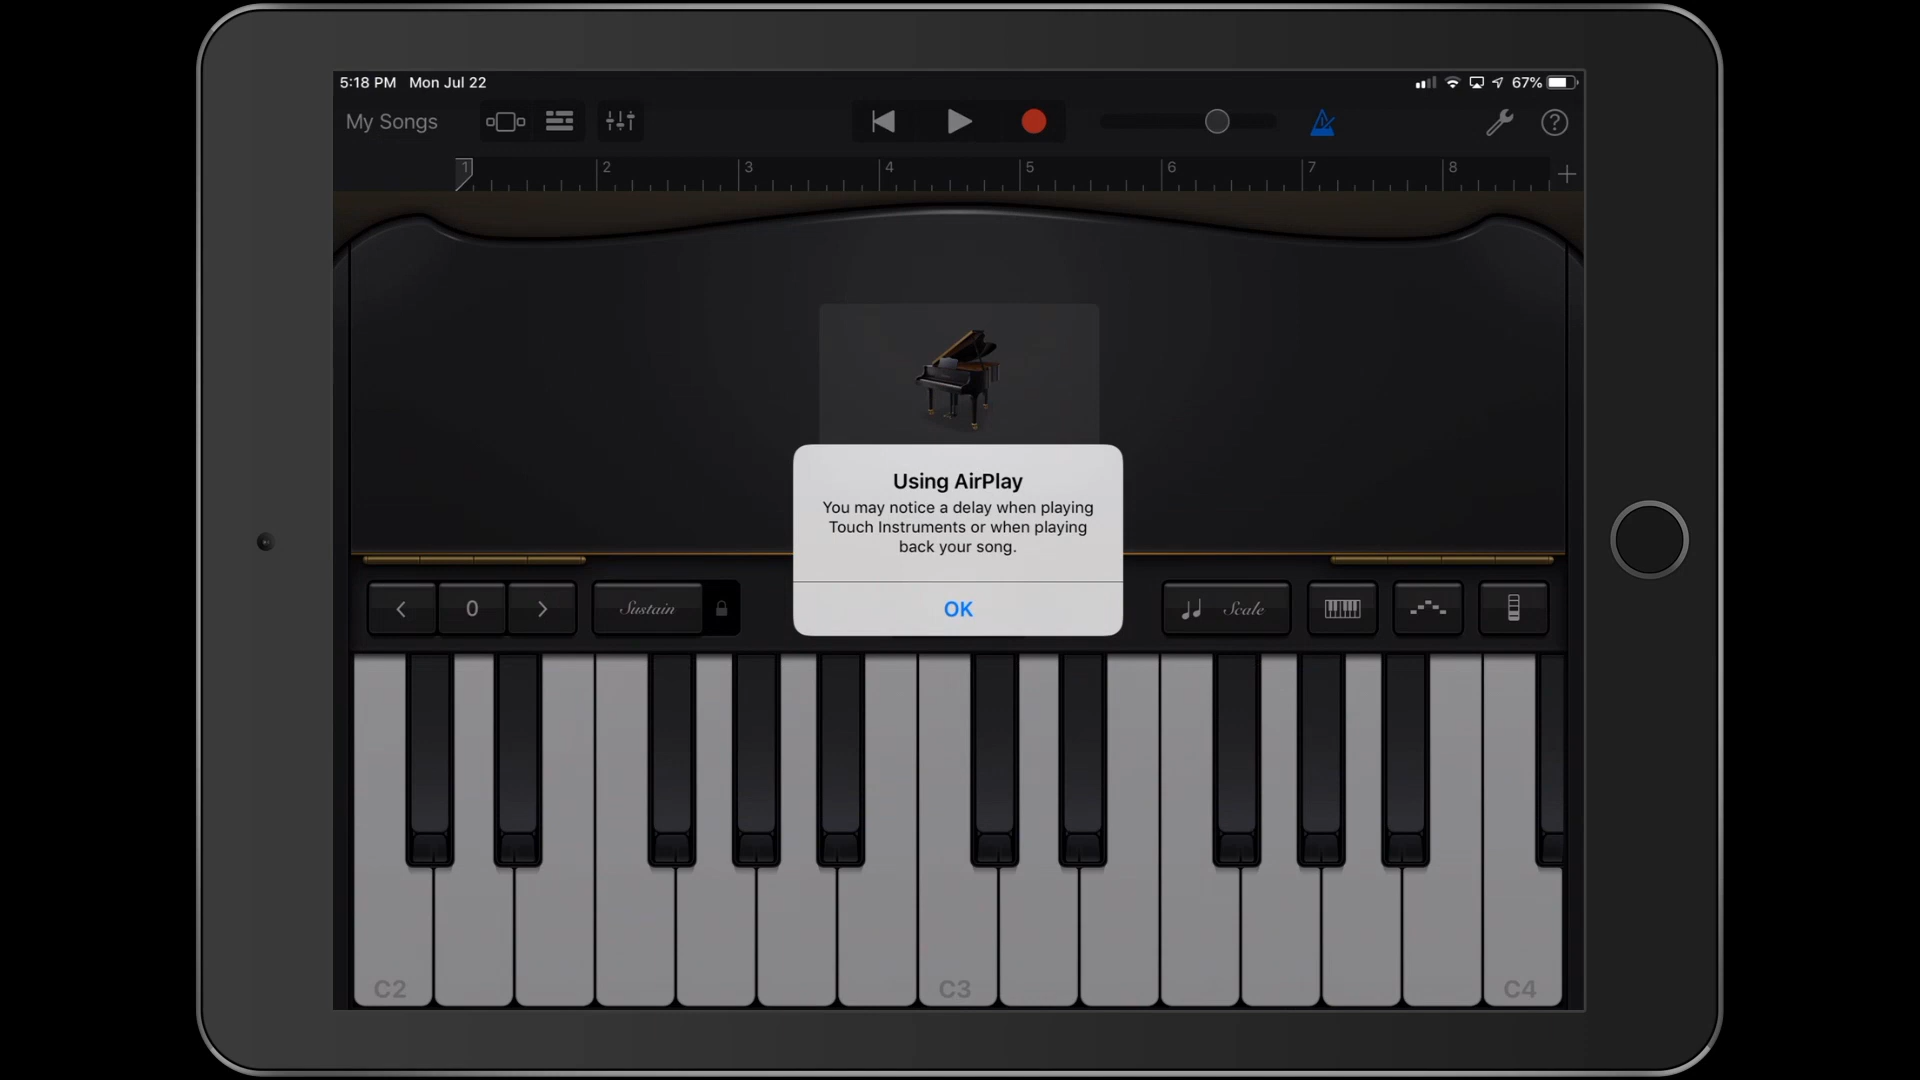 5:18 PM Mon Jul 22
67%
My Songs
?
1 2 3 4 5 6 7 8 +
Using AirPlay
You may notice a delay when playing
Touch Instruments or when playing
back your song.
OK
< 0 > Sustain Scale
C2 C3 C4